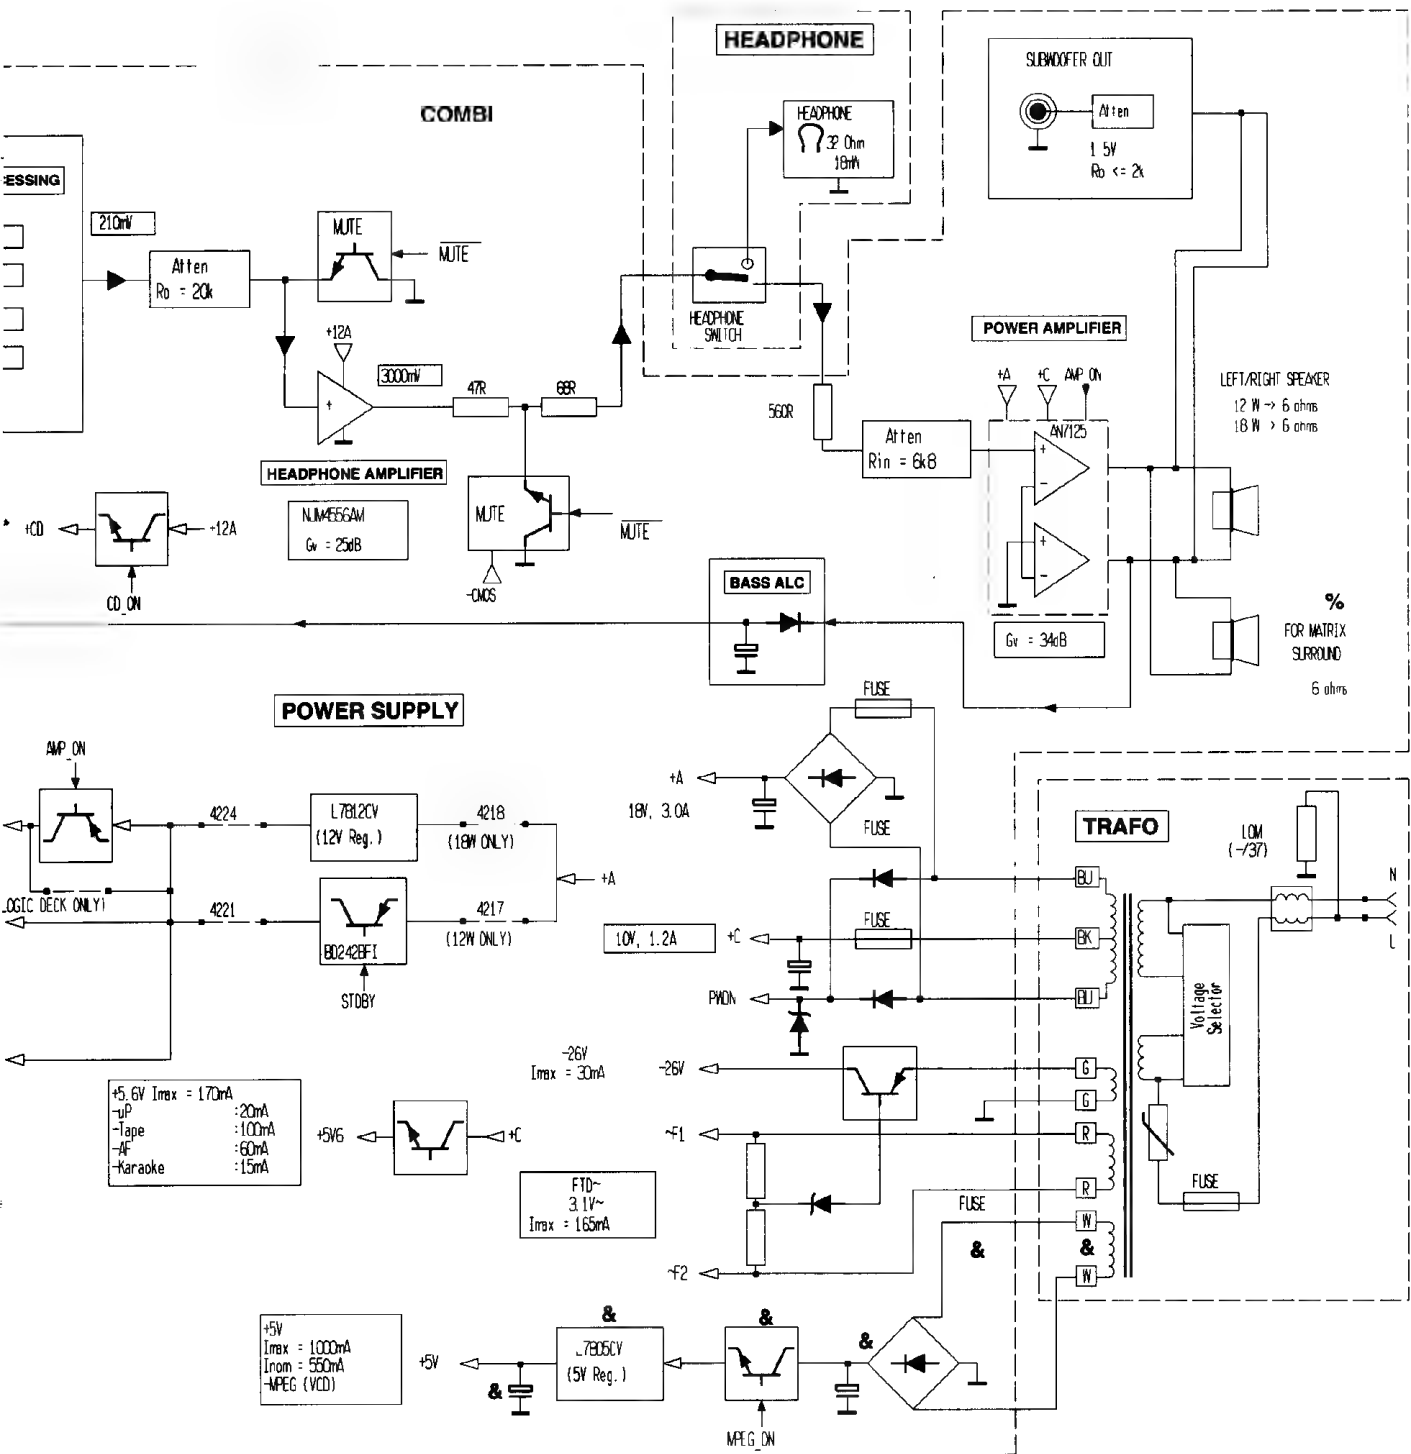 HEADPHONE
COMBI
SUBWOOFER OUT
Atten
1 5V
Ro <= 2k
HEADPHONE
32 Ohm
18mW
ESSING
210mV
MUTE
MUTE
Atten
Ro = 20k
HEADPHONE
SWITCH
+12A
3000mV
47R
68R
POWER AMPLIFIER
+A
+C
AMP ON
AN7125
LEFT/RIGHT SPEAKER
12 W -> 6 ohms
18 W > 6 ohms
560R
Atten
Rin = 6k8
HEADPHONE AMPLIFIER
NJM4556AM
Gv = 25dB
MUTE
MUTE
-CMOS
* +CD
+12A
CD_ON
BASS ALC
Gv = 34dB
%
FOR MATRIX
SURROUND
6 ohms
POWER SUPPLY
FUSE
AMP_ON
+A
18V, 3.0A
FUSE
4224
L7812CV
(12V Reg.)
4218
(18W ONLY)
+A
TRAFO
LOM
(-/37)
N
L
BU
BK
BU
OGIC DECK ONLY)
4221
BD242BFI
STDBY
4217
(12W ONLY)
10V, 1.2A
+C
FUSE
PWDN
Voltage
Selector
-26V
Imax = 30mA
-26V
G
G
+5.6V Imax = 170mA
-uP :20mA
-Tape :100mA
-AF :60mA
-Karaoke :15mA
+5V6
+C
~F1
R
R
FTD~
3.1V~
Imax = 165mA
FUSE
FUSE
W
&
&
W
~F2
+5V
Imax = 1000mA
Inom = 550mA
-MPEG (VCD)
+5V
&
&
L7805CV
(5V Reg.)
&
&
MPEG_ON